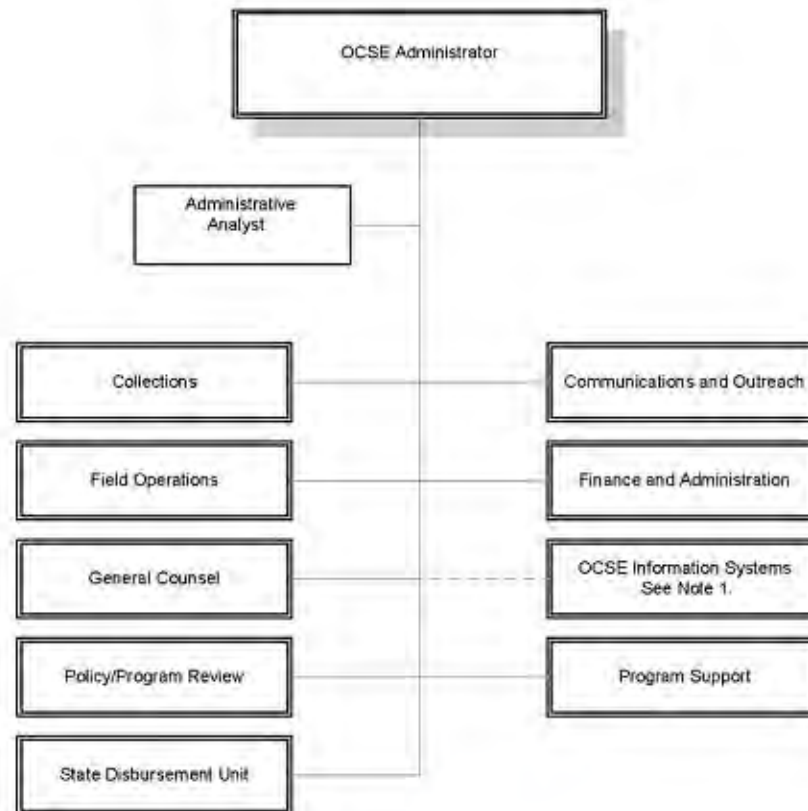 OCSE Administrator
Administrative
Analyst
Collections
Communications and Outreach
Field Operations
Finance and Administration
General Counsel
OCSE Information Systems
See Note 1.
Policy/Program Review
Program Support
State Disbursement Unit